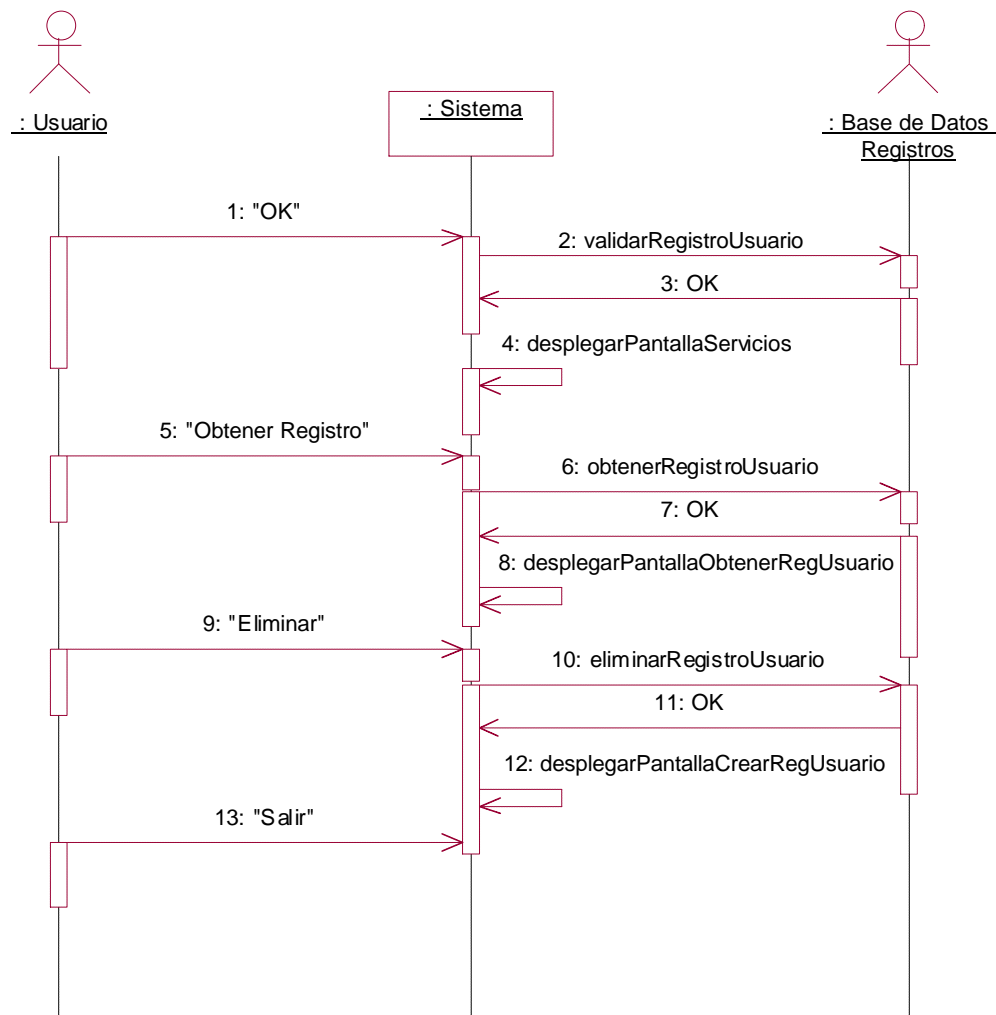 : Usuario
: Sistema
: Base de Datos
Registros
1: "OK"
2: validarRegistroUsuario
3: OK
4: desplegarPantallaServicios
5: "Obtener Registro"
6: obtenerRegistroUsuario
7: OK
8: desplegarPantallaObtenerRegUsuario
9: "Eliminar"
10: eliminarRegistroUsuario
11: OK
12: desplegarPantallaCrearRegUsuario
13: "Salir"